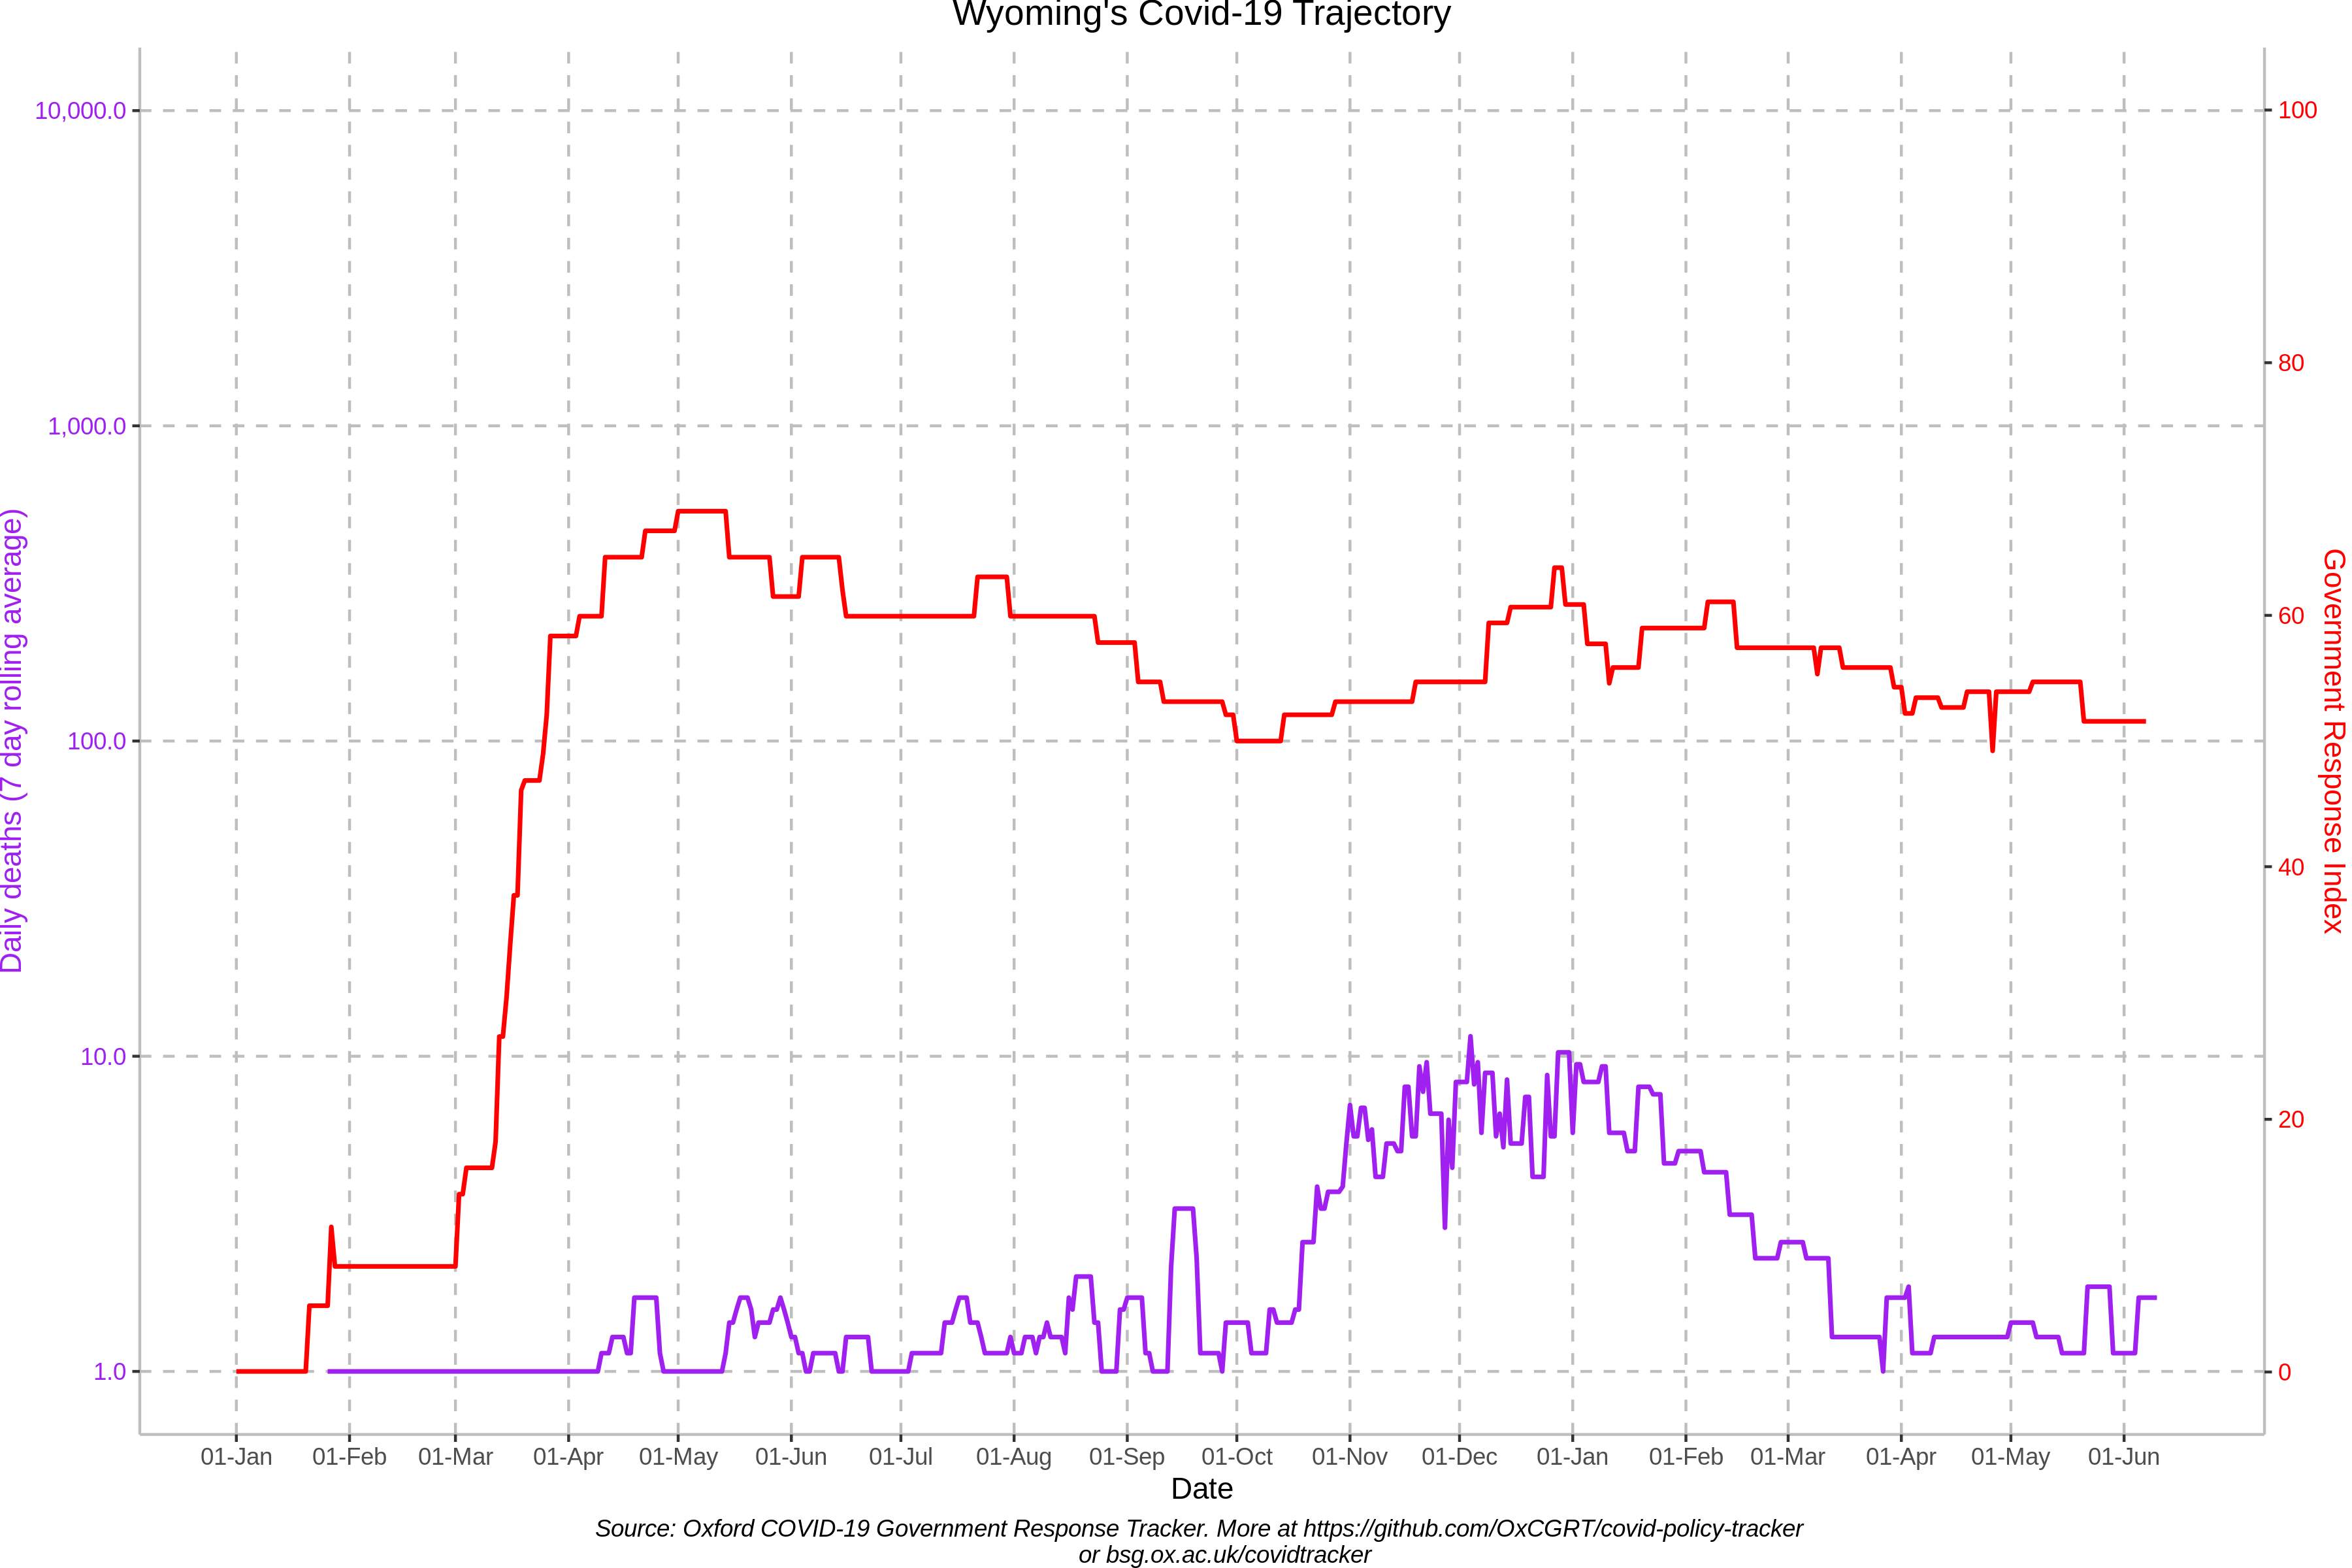 Wyoming's Covid-19 Trajectory
10,000.0
1,000.0
100.0
10.0
1.0
Daily deaths (7 day rolling average)
100
80
60
40
20
0
Government Response Index
01-Jan 01-Feb 01-Mar 01-Apr 01-May 01-Jun 01-Jul 01-Aug 01-Sep 01-Oct 01-Nov 01-Dec 01-Jan 01-Feb 01-Mar 01-Apr 01-May 01-Jun
Date
Source: Oxford COVID-19 Government Response Tracker. More at https://github.com/OxCGRT/covid-policy-tracker
or bsg.ox.ac.uk/covidtracker